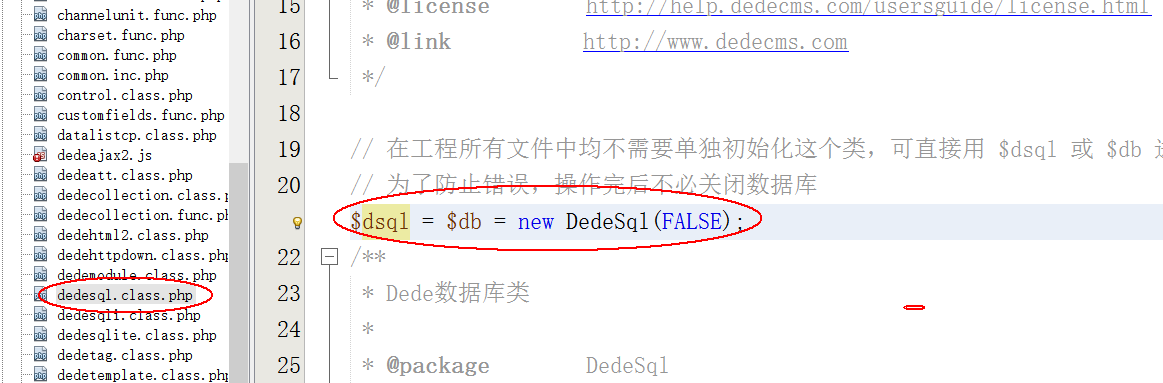 channelunit.func.php
charset.func.php
common.func.php
common.inc.php
control.class.php
customfields.func.php
datalistcp.class.php
dedeajax2.js
dedeatt.class.php
dedecollection.class.p
dedecollection.func.ph
dedehtml2.class.php
dedehttpdown.class.php
dedemodule.class.php
dedesql.class.php
dedesqli.class.php
dedesqlite.class.php
dedetag.class.php
dedetemplate.class.php
15 * @license http://help.dedecms.com/usersguide/license.html
16 * @link http://www.dedecms.com
17 */
18
19 // 在工程所有文件中均不需要单独初始化这个类，可直接用 $dsql 或 $db 进
20 // 为了防止错误，操作完后不必关闭数据库
$dsql = $db = new DedeSql(FALSE);
22 /**
23 * Dede数据库类
24 *
25 * @package DedeSql